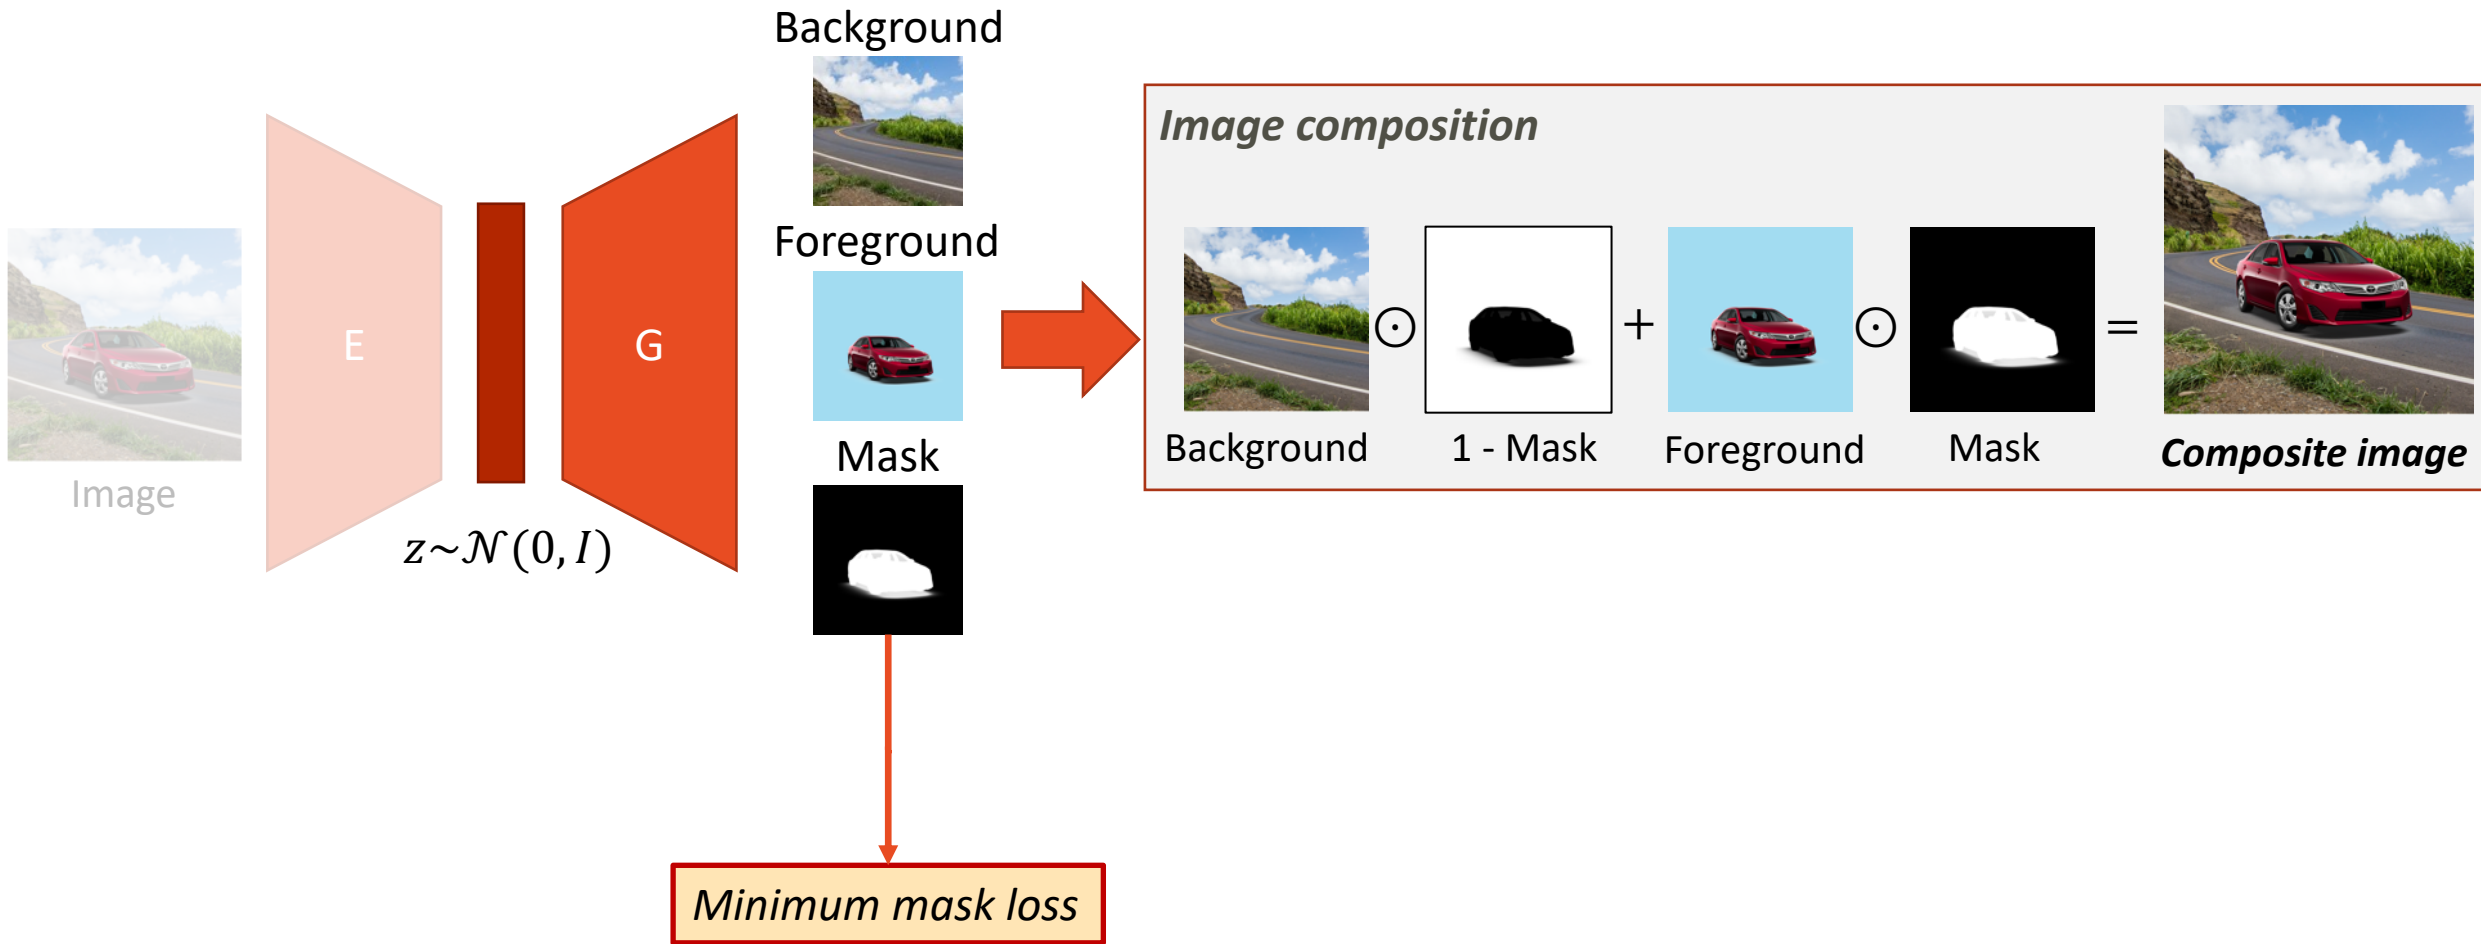 Image
E
z~𝒩(0, I)
G
Background
Foreground
Mask
Minimum mask loss
Image composition
Background ⊙ 1 - Mask + Foreground ⊙ Mask =
Composite image